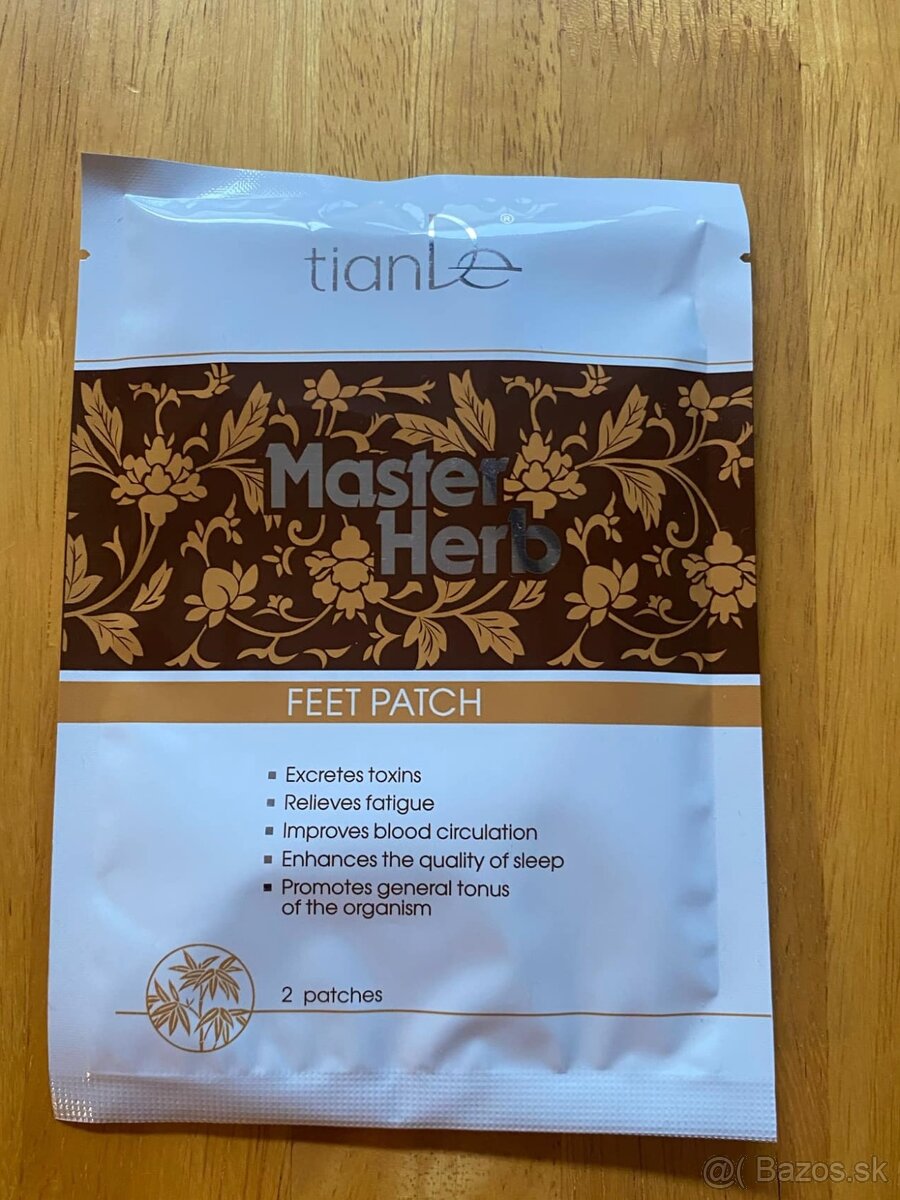 tianDe®
Master
Herb
FEET PATCH
▪ Excretes toxins
▪ Relieves fatigue
▪ Improves blood circulation
▪ Enhances the quality of sleep
▪ Promotes general tonus
of the organism
2 patches
@( Bazos.sk